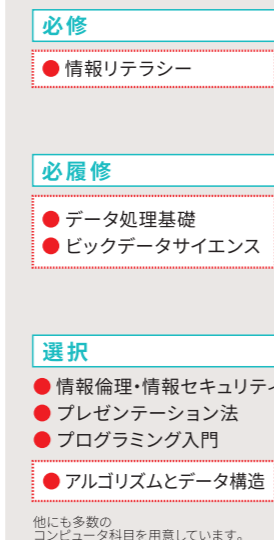 必修
● 情報リテラシー
必履修
● データ処理基礎
● ビックデータサイエンス
選択
● 情報倫理・情報セキュリティ
● プレゼンテーション法
● プログラミング入門
● アルゴリズムとデータ構造
他にも多数の
コンピュータ科目を用意しています。